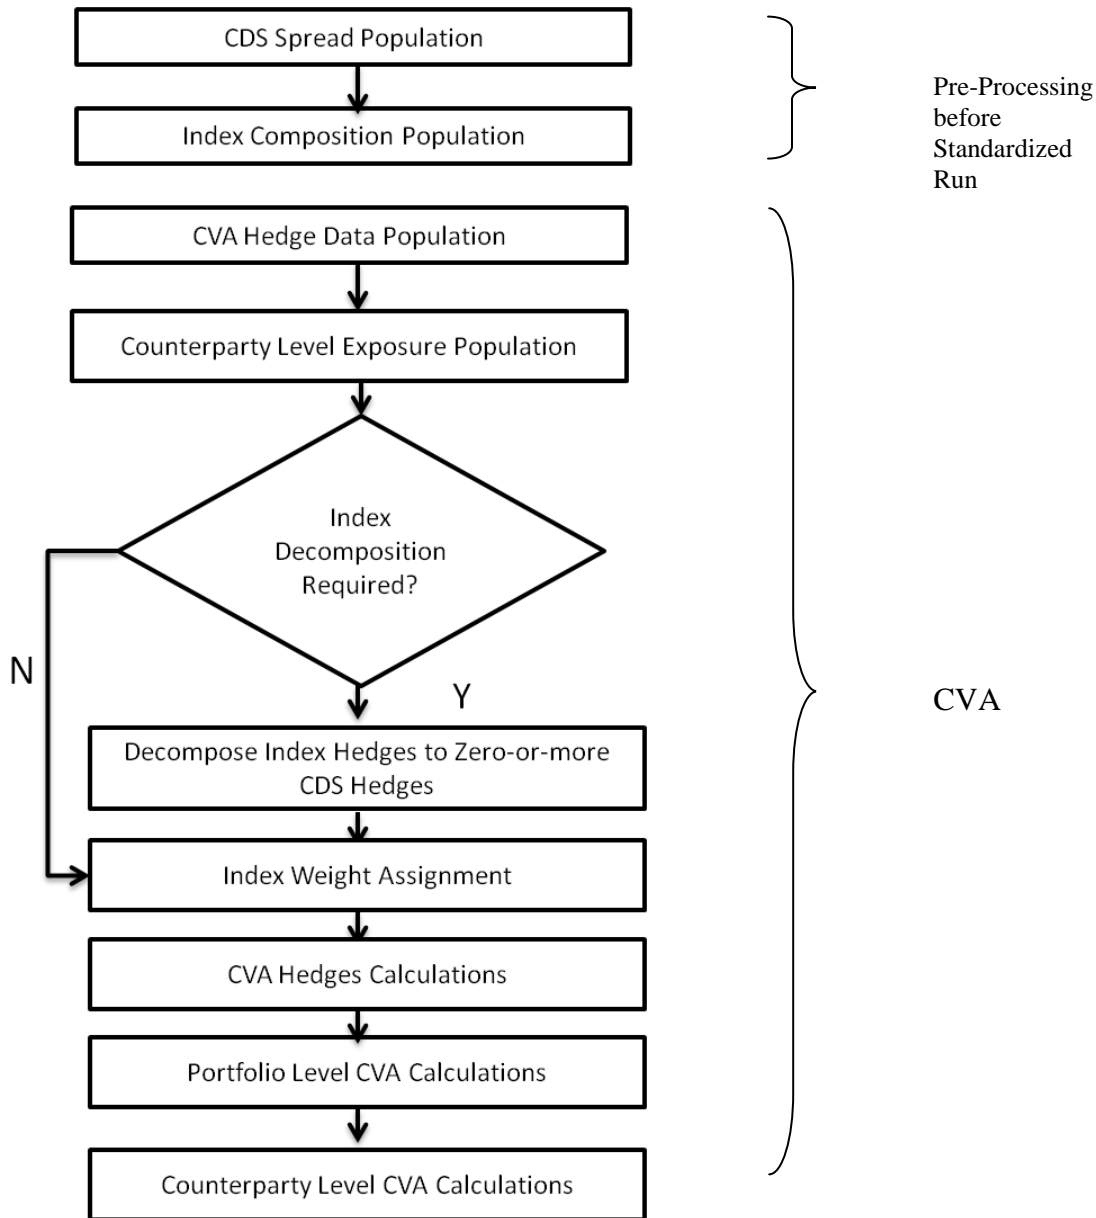 CDS Spread Population
Index Composition Population
Pre-Processing
before
Standardized
Run
CVA Hedge Data Population
Counterparty Level Exposure Population
Index
Decomposition
Required?
N
Y
CVA
Decompose Index Hedges to Zero-or-more
CDS Hedges
Index Weight Assignment
CVA Hedges Calculations
Portfolio Level CVA Calculations
Counterparty Level CVA Calculations